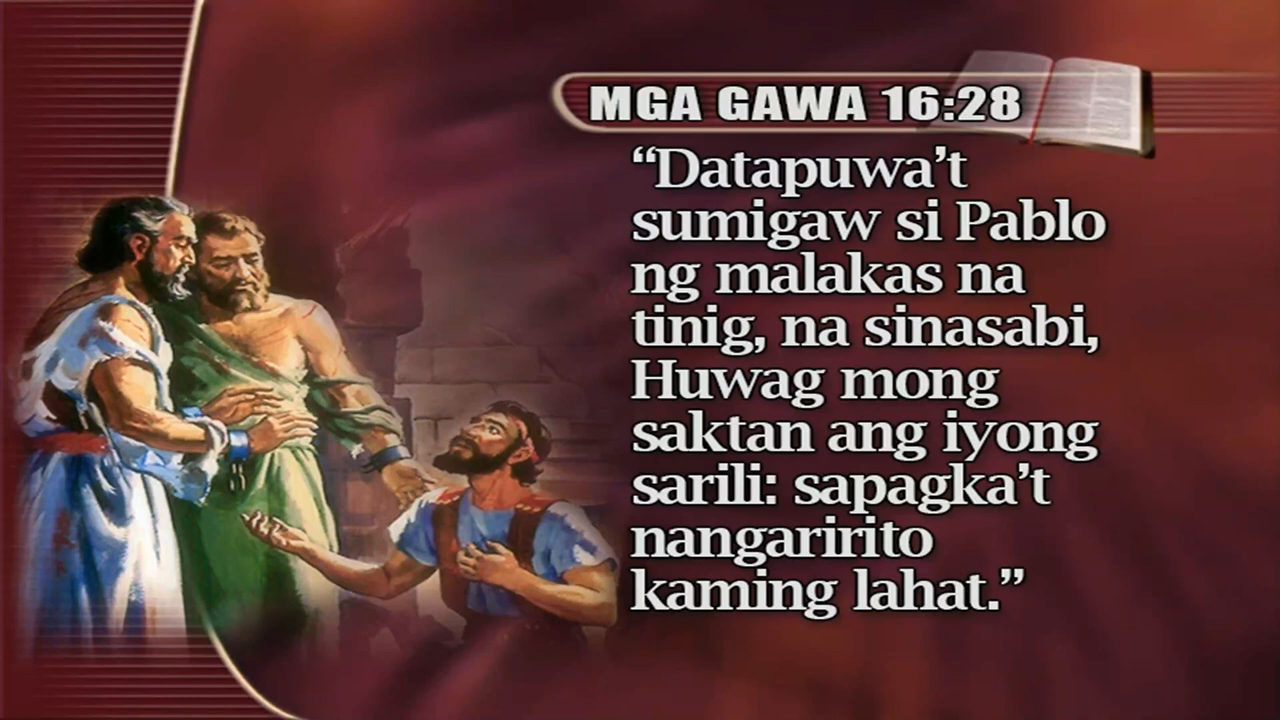 MGA GAWA 16:28
“Datapuwa’t
sumigaw si Pablo
ng malakas na
tinig, na sinasabi,
Huwag mong
saktan ang iyong
sarili: sapagka’t
nangaririto
kaming lahat.”